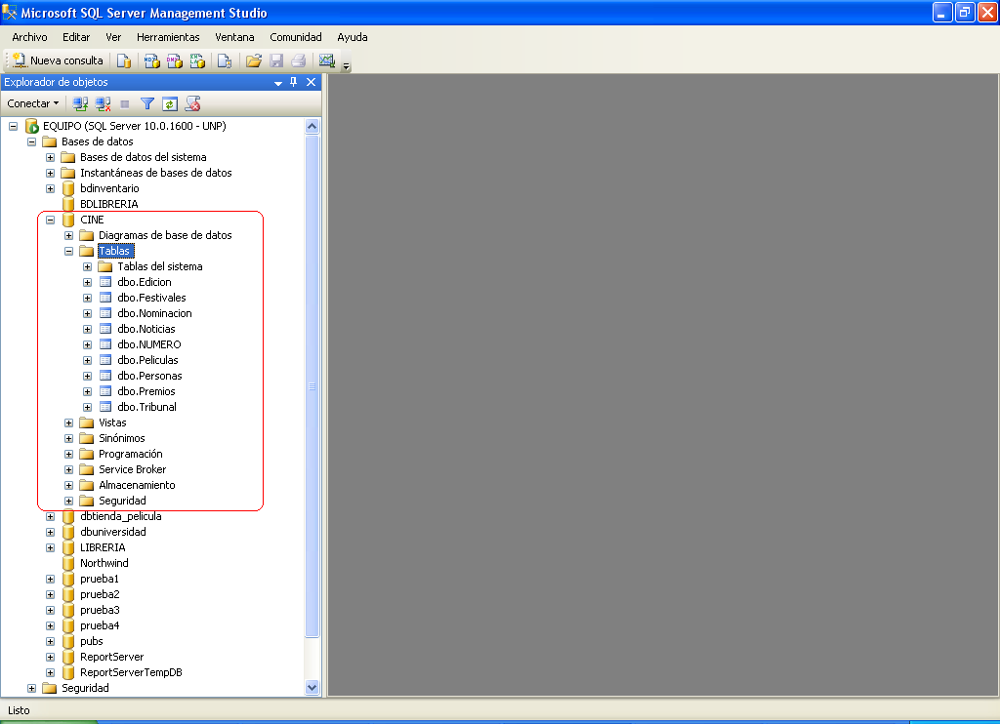 Microsoft SQL Server Management Studio
Archivo Editar Ver Herramientas Ventana Comunidad Ayuda
Nueva consulta
Explorador de objetos
Conectar
EQUIPO (SQL Server 10.0.1600 - UNP)
Bases de datos
Bases de datos del sistema
Instantáneas de bases de datos
bdinventario
BDLIBRERIA
CINE
Diagramas de base de datos
Tablas
Tablas del sistema
dbo.Edicion
dbo.Festivales
dbo.Nominacion
dbo.Noticias
dbo.NUMERO
dbo.Peliculas
dbo.Personas
dbo.Premios
dbo.Tribunal
Vistas
Sinónimos
Programación
Service Broker
Almacenamiento
Seguridad
dbtienda_pelicula
dbuniversidad
LIBRERIA
Northwind
prueba1
prueba2
prueba3
prueba4
pubs
ReportServer
ReportServerTempDB
Seguridad
Listo